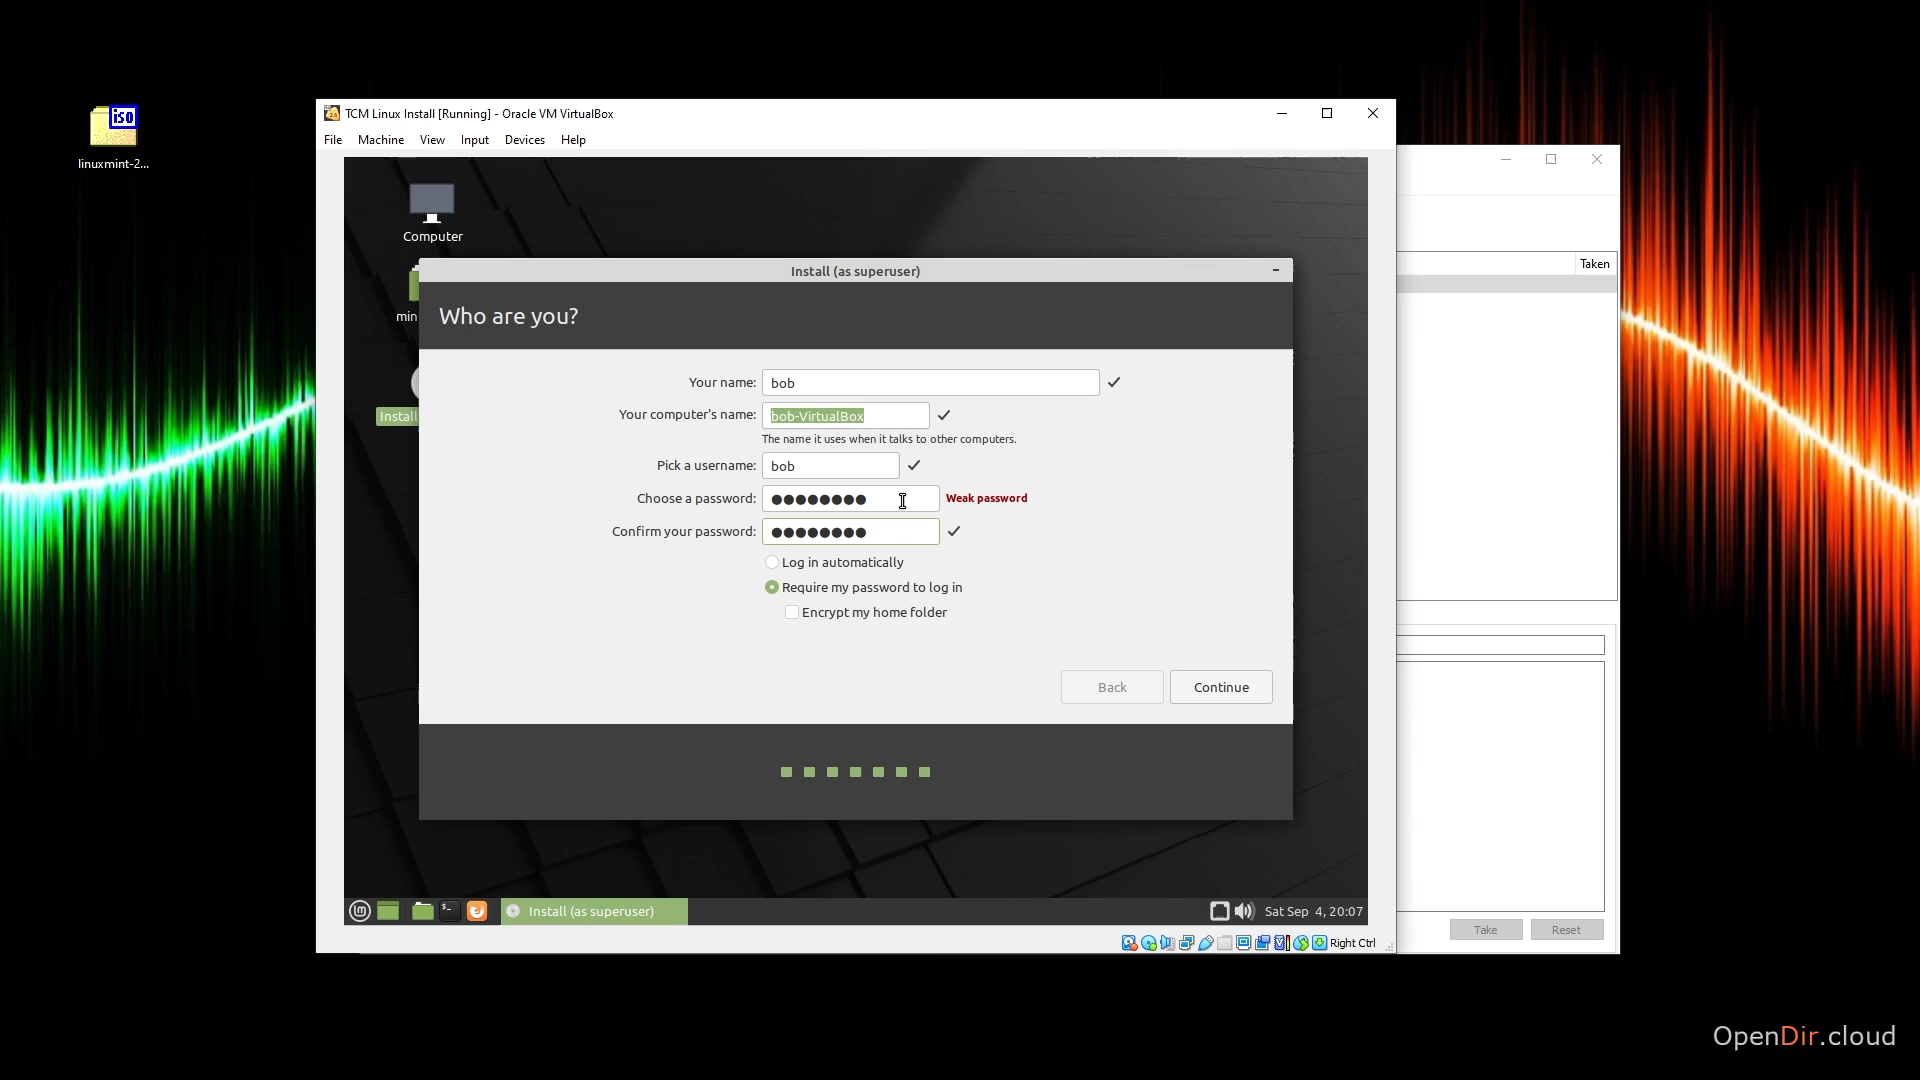 iso
linuxmint-2...
TCM Linux Install [Running] - Oracle VM VirtualBox
File Machine View Input Devices Help
Computer
Install (as superuser)
Who are you?
min
Install
Your name: bob
Your computer's name: bob-VirtualBox
The name it uses when it talks to other computers.
Pick a username: bob
Choose a password: ●●●●●●●● Weak password
Confirm your password: ●●●●●●●●
Log in automatically
Require my password to log in
Encrypt my home folder
Back Continue
Install (as superuser)
Sat Sep 4, 20:07
Right Ctrl
Taken
Take Reset
OpenDir.cloud